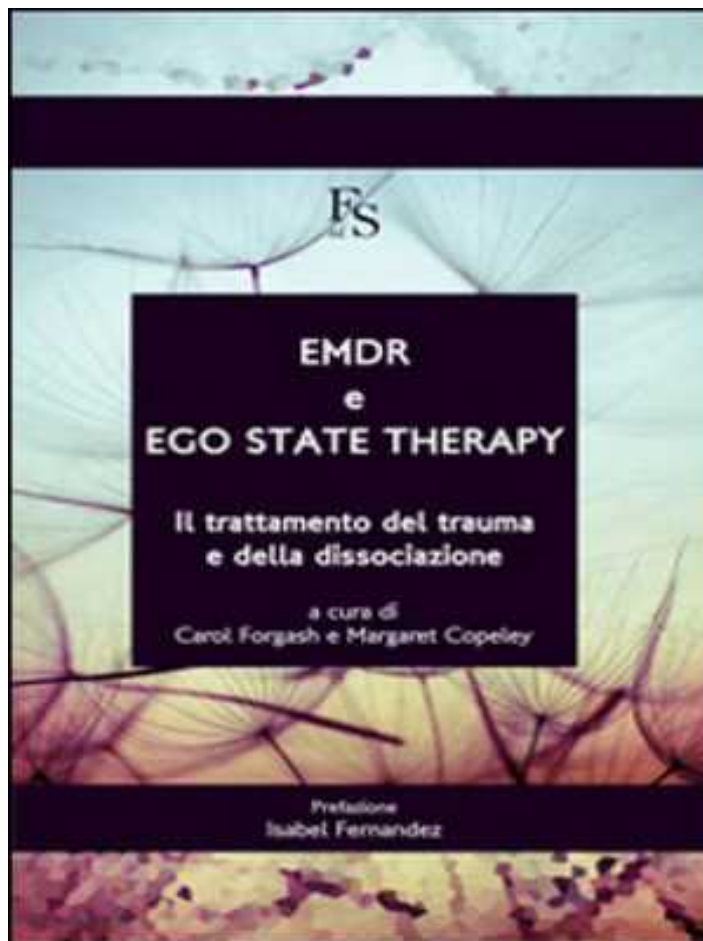 FS
EMDR
e
EGO STATE THERAPY
Il trattamento del trauma
e della dissociazione
a cura di
Carol Forgash e Margaret Copeley
Prefazione
Isabel Fernandez